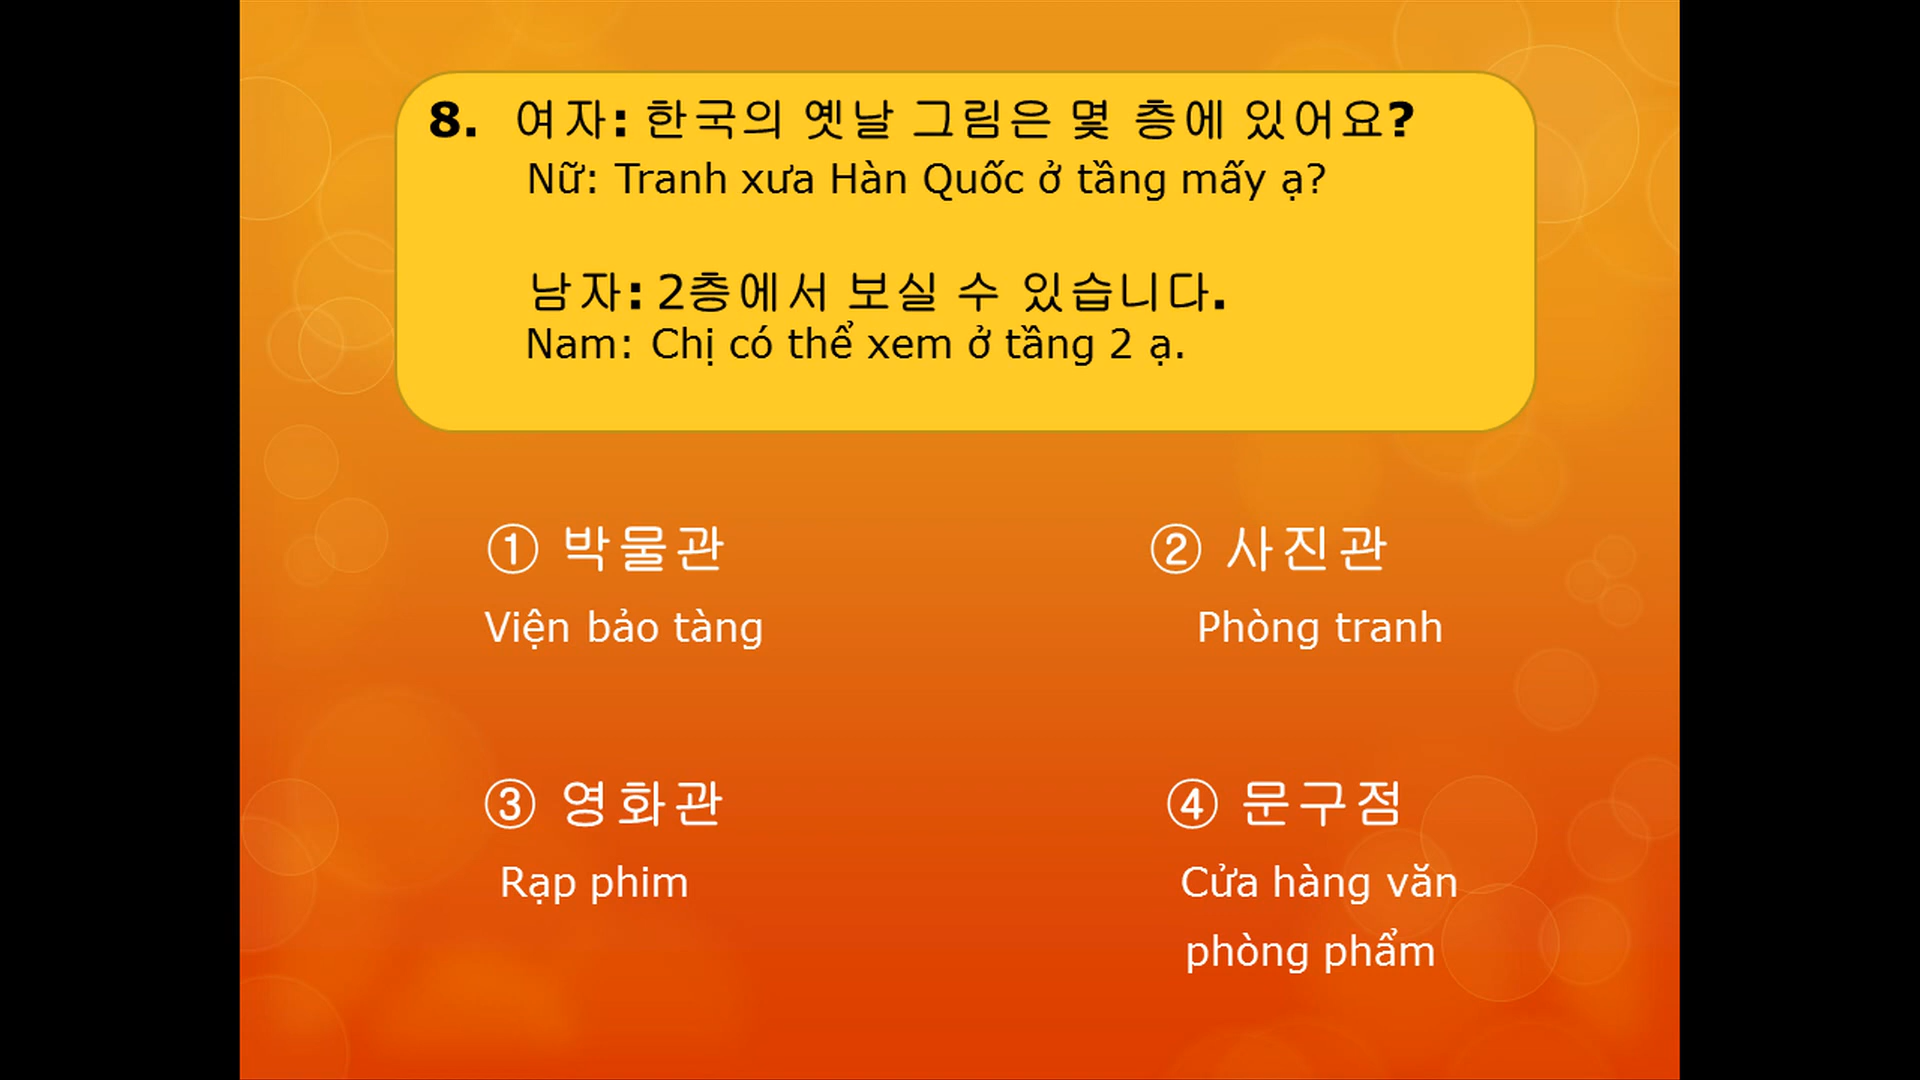 8. 여자: 한국의 옛날 그림은 몇 층에 있어요?
Nữ: Tranh xưa Hàn Quốc ở tầng mấy ạ?
남자: 2층에서 보실 수 있습니다.
Nam: Chị có thể xem ở tầng 2 ạ.
① 박물관
② 사진관
Viện bảo tàng
Phòng tranh
③ 영화관
④ 문구점
Rạp phim
Cửa hàng văn
phòng phẩm